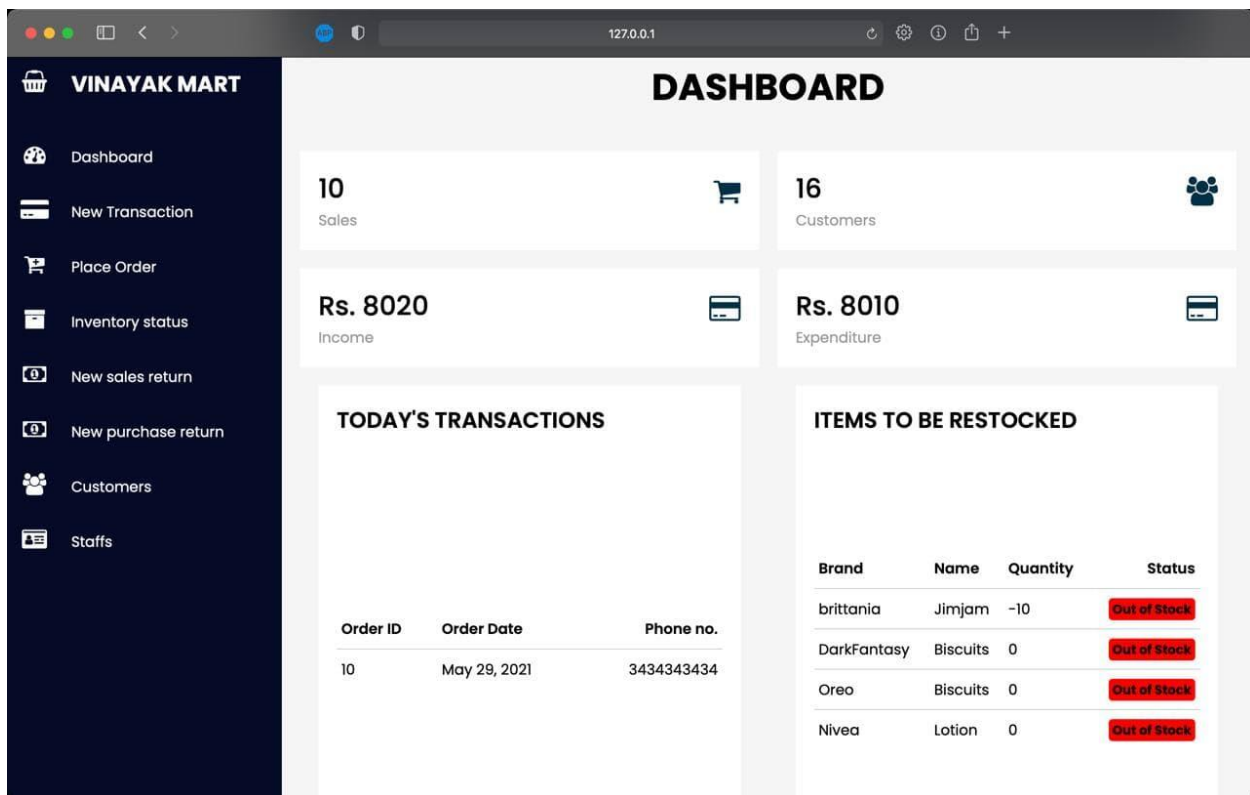 ABP
127.0.0.1
VINAYAK MART
Dashboard
New Transaction
Place Order
Inventory status
New sales return
New purchase return
Customers
Staffs
DASHBOARD
10
Sales
16
Customers
Rs. 8020
Income
Rs. 8010
Expenditure
TODAY'S TRANSACTIONS
Order ID Order Date Phone no.
10 May 29, 2021 3434343434
ITEMS TO BE RESTOCKED
Brand Name Quantity Status
brittania Jimjam -10 Out of Stock
DarkFantasy Biscuits 0 Out of Stock
Oreo Biscuits 0 Out of Stock
Nivea Lotion 0 Out of Stock